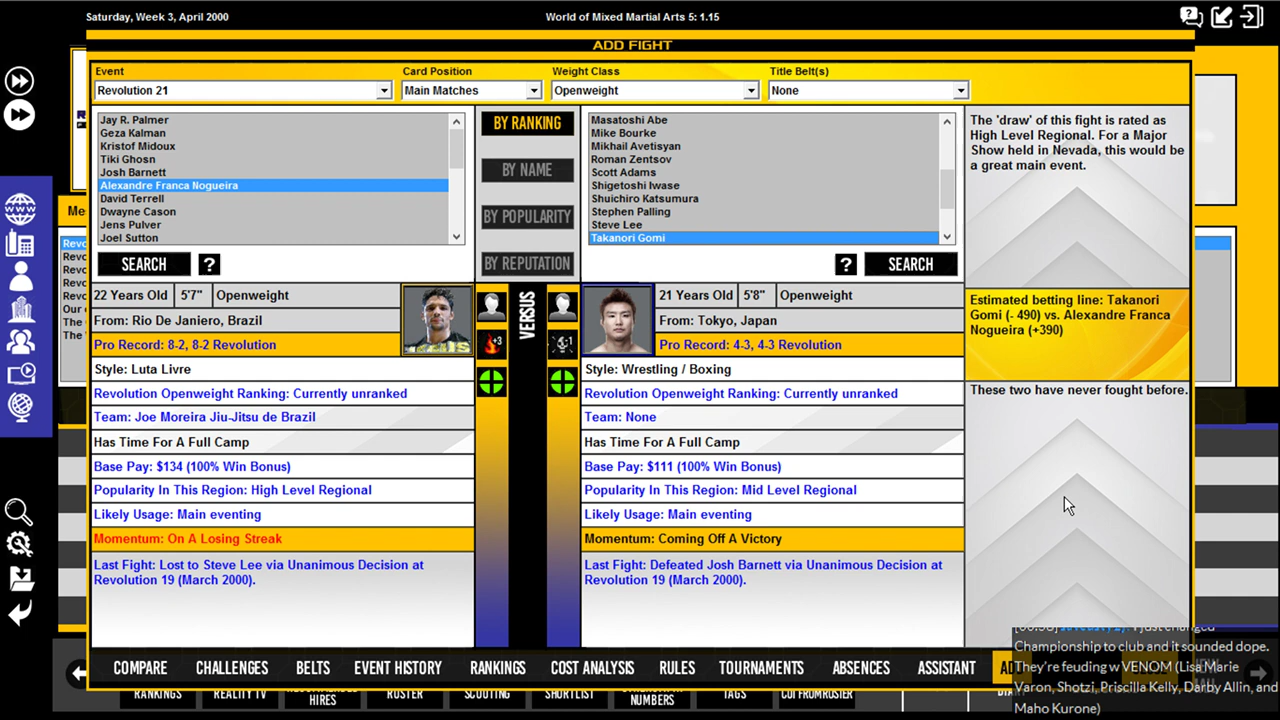 Saturday, Week 3, April 2000
World of Mixed Martial Arts 5: 1.15
ADD FIGHT
Event
Card Position
Weight Class
Title Belt(s)
Revolution 21
Main Matches
Openweight
None
Jay R. Palmer
Geza Kalman
Kristof Midoux
Tiki Ghosn
Josh Barnett
Alexandre Franca Nogueira
David Terrell
Dwayne Cason
Jens Pulver
Joel Sutton
BY RANKING
BY NAME
BY POPULARITY
BY REPUTATION
Masatoshi Abe
Mike Bourke
Mikhail Avetisyan
Roman Zentsov
Scott Adams
Shigetoshi Iwase
Shuichiro Katsumura
Stephen Palling
Steve Lee
Takanori Gomi
The 'draw' of this fight is rated as
High Level Regional. For a Major
Show held in Nevada, this would be
a great main event.
SEARCH
?
?
SEARCH
22 Years Old
5'7"
Openweight
From: Rio De Janiero, Brazil
Pro Record: 8-2, 8-2 Revolution
Style: Luta Livre
Revolution Openweight Ranking: Currently unranked
Team: Joe Moreira Jiu-Jitsu de Brazil
Has Time For A Full Camp
Base Pay: $134 (100% Win Bonus)
Popularity In This Region: High Level Regional
Likely Usage: Main eventing
Momentum: On A Losing Streak
Last Fight: Lost to Steve Lee via Unanimous Decision at
Revolution 19 (March 2000).
+3
VERSUS
-1
21 Years Old
5'8"
Openweight
From: Tokyo, Japan
Pro Record: 4-3, 4-3 Revolution
Style: Wrestling / Boxing
Revolution Openweight Ranking: Currently unranked
Team: None
Has Time For A Full Camp
Base Pay: $111 (100% Win Bonus)
Popularity In This Region: Mid Level Regional
Likely Usage: Main eventing
Momentum: Coming Off A Victory
Last Fight: Defeated Josh Barnett via Unanimous Decision at
Revolution 19 (March 2000).
Estimated betting line: Takanori
Gomi (- 490) vs. Alexandre Franca
Nogueira (+390)
These two have never fought before.
COMPARE
CHALLENGES
BELTS
EVENT HISTORY
RANKINGS
COST ANALYSIS
RULES
TOURNAMENTS
ABSENCES
ASSISTANT
I just changed
Championship to club and it sounded dope.
They're feuding w VENOM (Lisa Marie
Varon, Shotzi, Priscilla Kelly, Darby Allin, and
Maho Kurone)
RANKINGS
REALITY TV
HIRES
ROSTER
SCOUTING
SHORTLIST
NUMBERS
TAGS